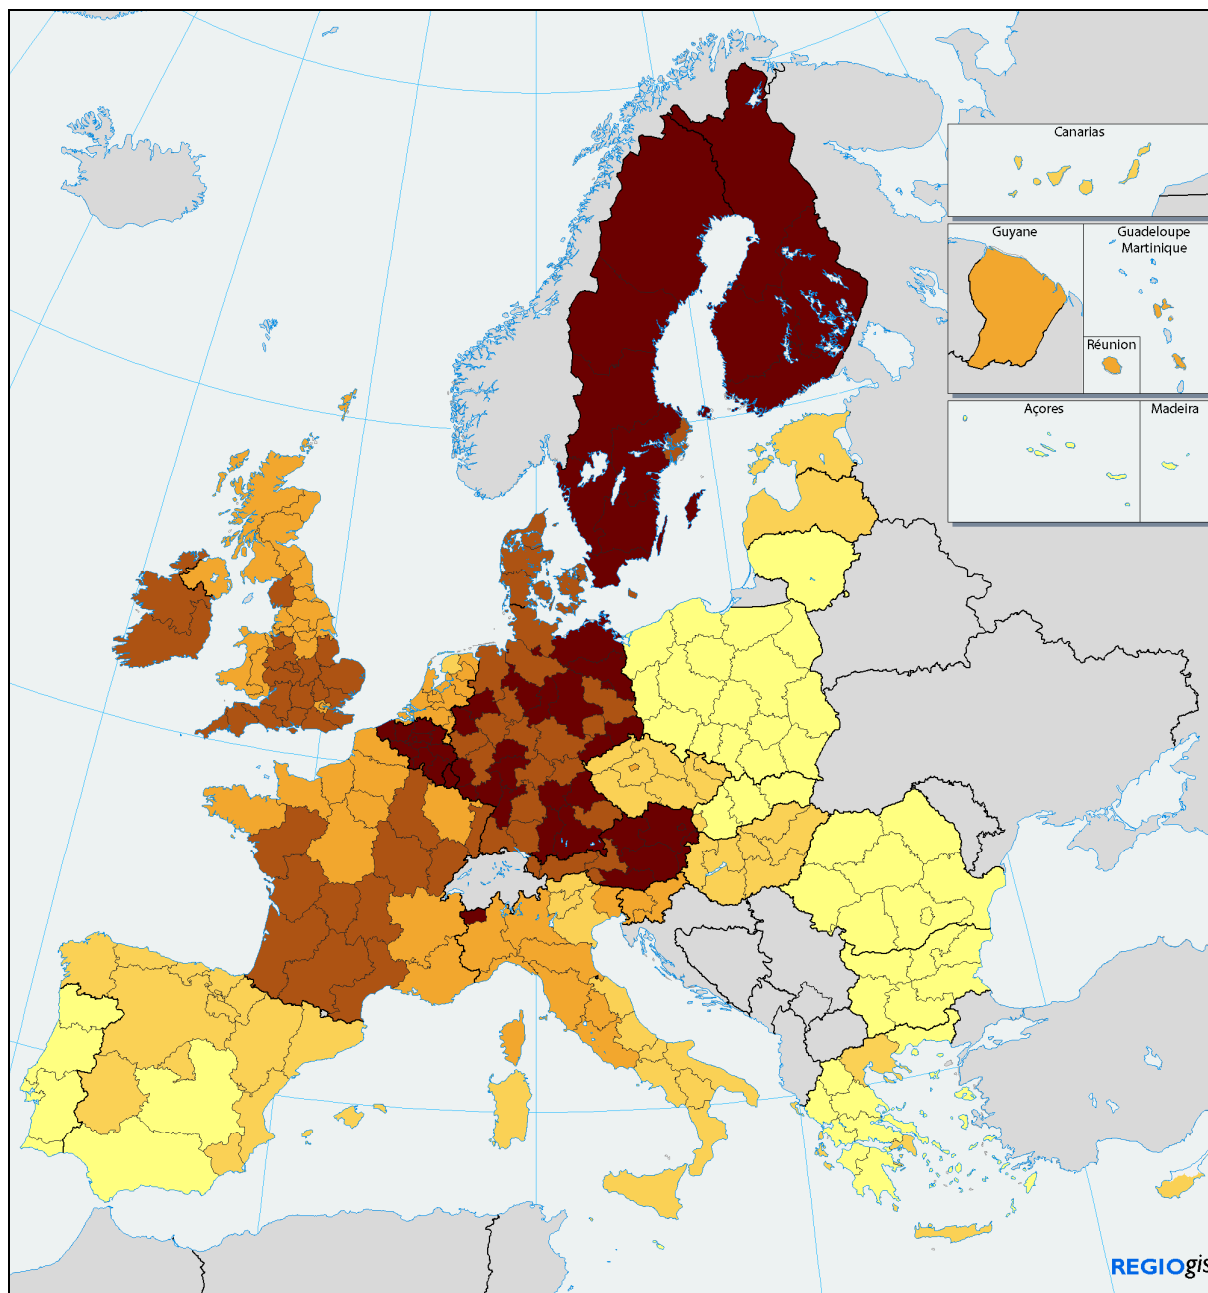 Canarias
Guyane
Guadeloupe
Martinique
Réunion
Açores
Madeira
REGIOgis